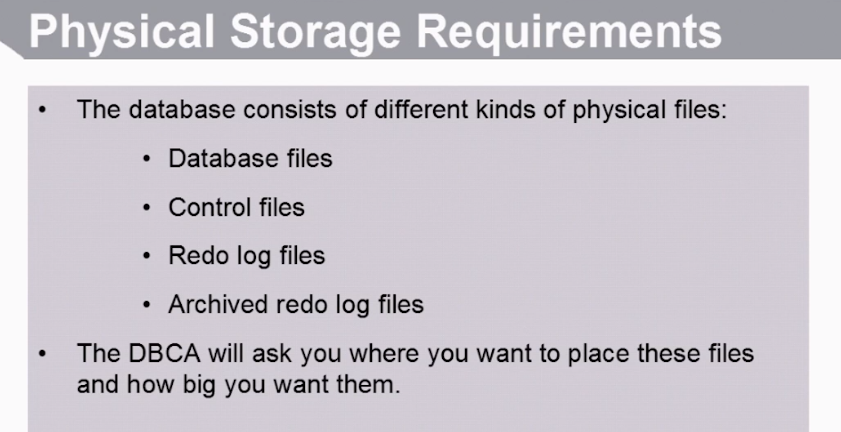 Physical Storage Requirements
• The database consists of different kinds of physical files:
• Database files
• Control files
• Redo log files
• Archived redo log files
• The DBCA will ask you where you want to place these files
and how big you want them.